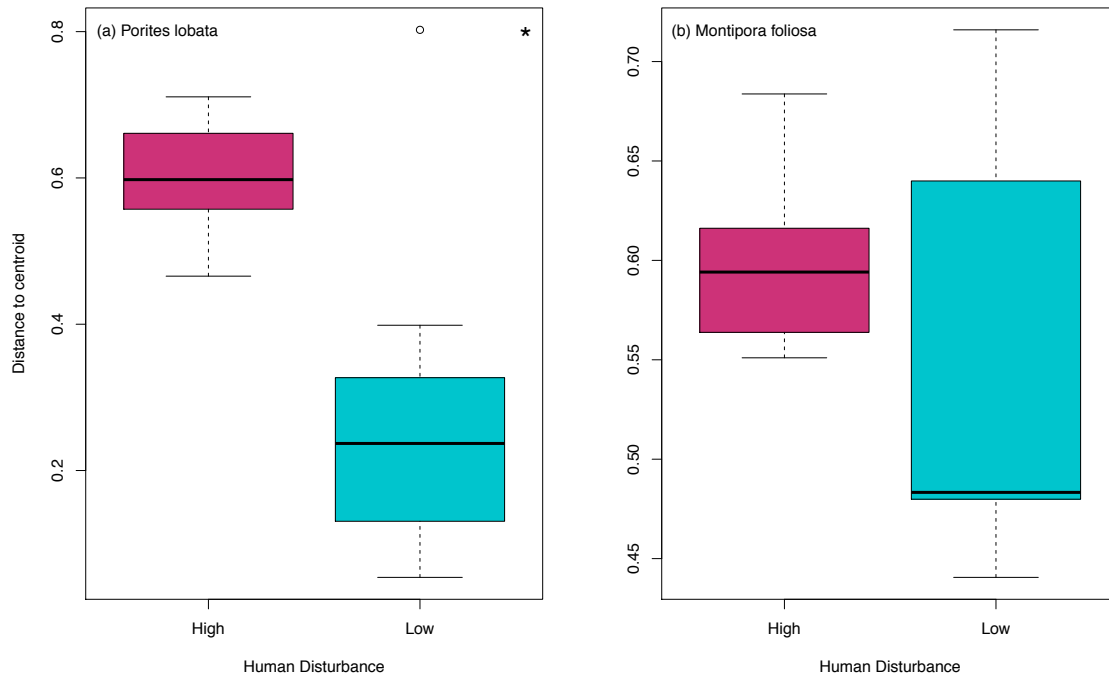 (a) Porites lobata
*
0.8
0.6
0.4
0.2
Distance to centroid
High
Low
Human Disturbance
(b) Montipora foliosa
0.70
0.65
0.60
0.55
0.50
0.45
High
Low
Human Disturbance